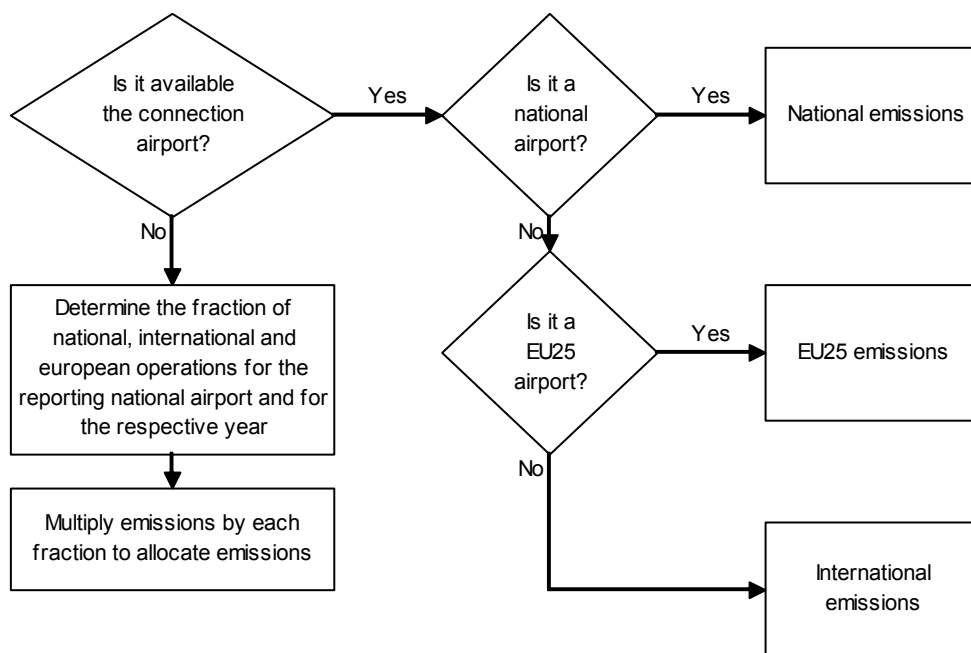 Is it available
the connection
airport?
Yes
Is it a
national
airport?
Yes
National emissions
No
No
Determine the fraction of
national, international and
european operations for the
reporting national airport and for
the respective year
Is it a
EU25
airport?
Yes
EU25 emissions
No
Multiply emissions by each
fraction to allocate emissions
International
emissions